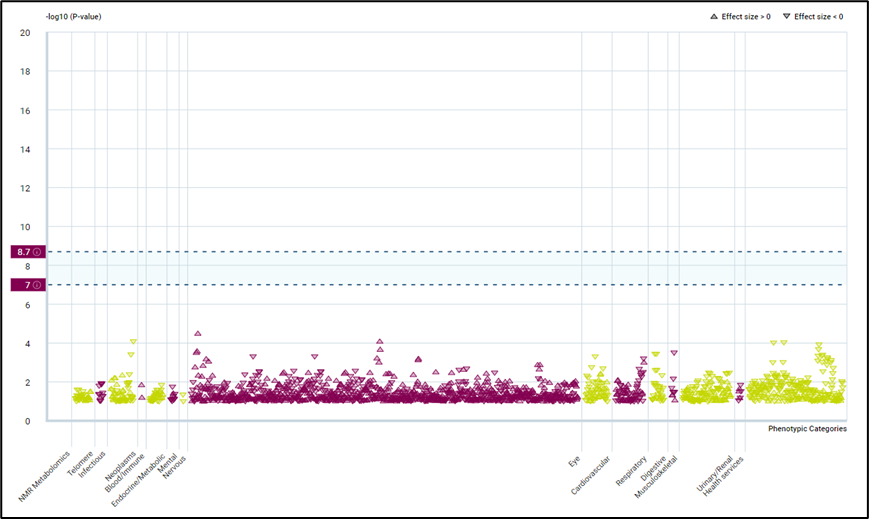 -log10 (P-value)
Effect size > 0
Effect size < 0
20
18
16
14
12
10
8.7
8
7
6
4
2
0
Phenotypic Categories
NMR Metabolomics
Telomere
Infectious
Neoplasms
Blood/Immune
Endocrine/Metabolic
Mental
Nervous
Eye
Cardiovascular
Respiratory
Digestive
Musculoskeletal
Urinary/Renal
Health services